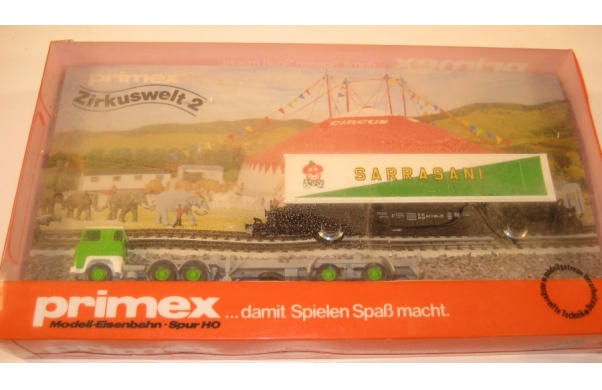 primex
Zirkuswelt 2
CIRCUS
SARRASANI
primex
...damit Spielen Spaß macht.
Modell-Eisenbahn · Spur HO